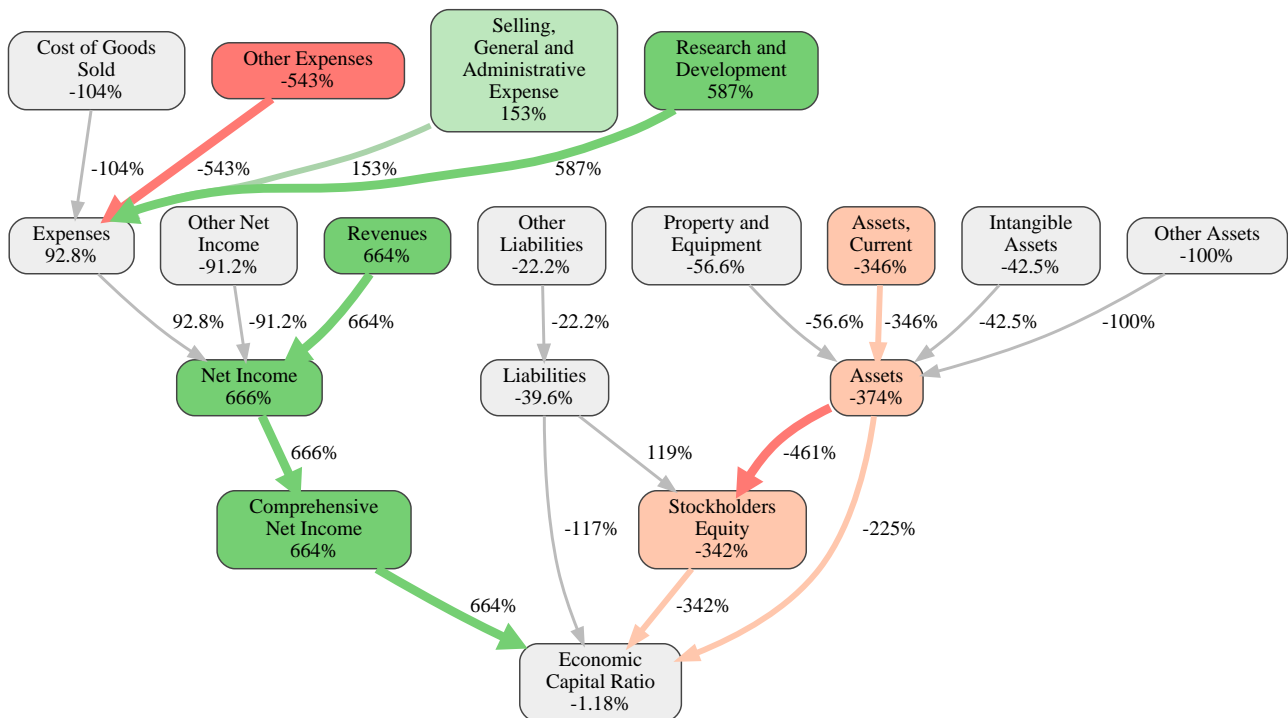 Cost of Goods
Sold
-104%
Other Expenses
-543%
Selling,
General and
Administrative
Expense
153%
Research and
Development
587%
-104%
-543%
153%
587%
Expenses
92.8%
Other Net
Income
-91.2%
Revenues
664%
Other
Liabilities
-22.2%
Property and
Equipment
-56.6%
Assets,
Current
-346%
Intangible
Assets
-42.5%
Other Assets
-100%
92.8%
-91.2%
664%
-22.2%
-56.6%
-346%
-42.5%
-100%
Net Income
666%
Liabilities
-39.6%
Assets
-374%
666%
119%
-461%
Comprehensive
Net Income
664%
-117%
Stockholders
Equity
-342%
-225%
664%
-342%
Economic
Capital Ratio
-1.18%